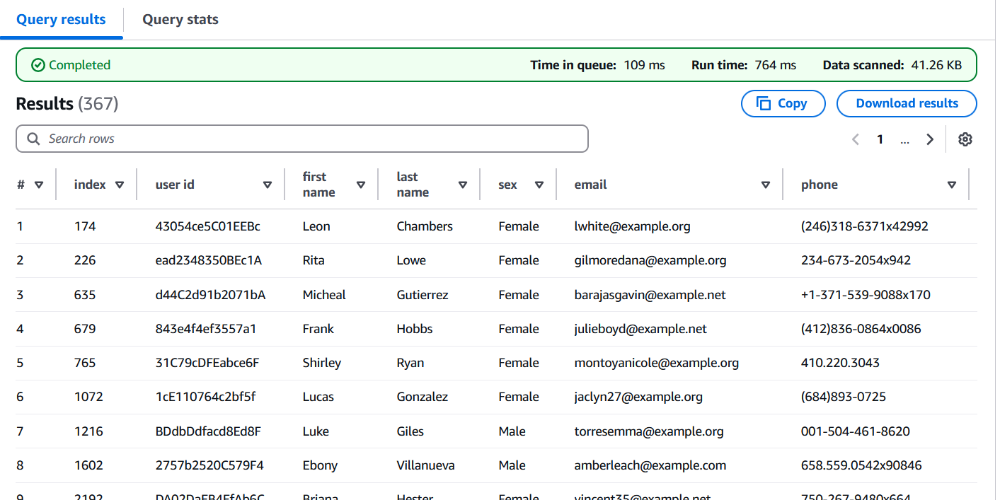 Query results Query stats
Completed Time in queue: 109 ms Run time: 764 ms Data scanned: 41.26 KB
Results (367) Copy Download results
Search rows 1 ...
# index user id first name last name sex email phone
1 174 43054ce5C01EEBc Leon Chambers Female lwhite@example.org (246)318-6371x42992
2 226 ead2348350BEc1A Rita Lowe Female gilmoredana@example.org 234-673-2054x942
3 635 d44C2d91b2071bA Micheal Gutierrez Female barajasgavin@example.net +1-371-539-9088x170
4 679 843e4f4ef3557a1 Frank Hobbs Female julieboyd@example.net (412)836-0864x0086
5 765 31C79cDFEabce6F Shirley Ryan Female montoyanicole@example.org 410.220.3043
6 1072 1cE110764c2bf5f Lucas Gonzalez Female jaclyn27@example.org (684)893-0725
7 1216 BDdbDdfacd8Ed8F Luke Giles Male torresemma@example.org 001-504-461-8620
8 1602 2757b2520C579F4 Ebony Villanueva Male amberleach@example.com 658.559.0542x90846
9 2192 Briana Hester Female vincent35@example.net 750-267-9480x664